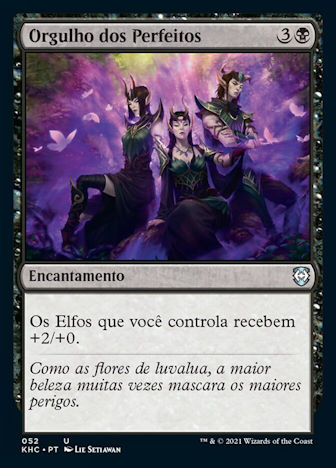 Orgulho dos Perfeitos 3
Encantamento
Os Elfos que você controla recebem
+2/+0.
Como as flores de luvalua, a maior
beleza muitas vezes mascara os maiores
perigos.
052 U
KHC • PT Lie Setiawan
™ & © 2021 Wizards of the Coast